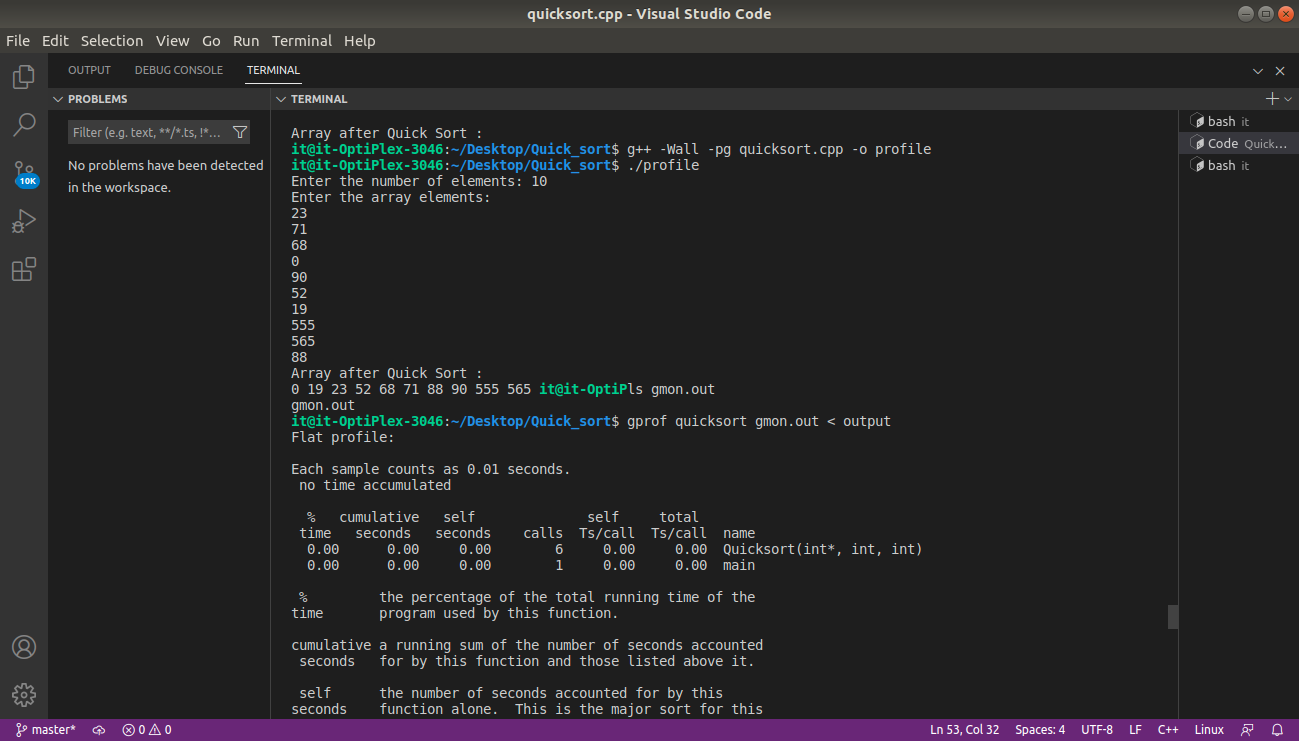 quicksort.cpp - Visual Studio Code
File Edit Selection View Go Run Terminal Help
OUTPUT DEBUG CONSOLE TERMINAL
PROBLEMS
Filter (e.g. text, **/*.ts, !*...
No problems have been detected
in the workspace.
10K
TERMINAL
Array after Quick Sort :
it@it-OptiPlex-3046:~/Desktop/Quick_sort$ g++ -Wall -pg quicksort.cpp -o profile
it@it-OptiPlex-3046:~/Desktop/Quick_sort$ ./profile
Enter the number of elements: 10
Enter the array elements:
23
71
68
0
90
52
19
555
565
88
Array after Quick Sort :
0 19 23 52 68 71 88 90 555 565 it@it-OptiPls gmon.out
gmon.out
it@it-OptiPlex-3046:~/Desktop/Quick_sort$ gprof quicksort gmon.out < output
Flat profile:
Each sample counts as 0.01 seconds.
no time accumulated
% cumulative self self total
time seconds seconds calls Ts/call Ts/call name
0.00 0.00 0.00 6 0.00 0.00 Quicksort(int*, int, int)
0.00 0.00 0.00 1 0.00 0.00 main
% the percentage of the total running time of the
time program used by this function.
cumulative a running sum of the number of seconds accounted
seconds for by this function and those listed above it.
self the number of seconds accounted for by this
seconds function alone. This is the major sort for this
bash it
Code Quick...
bash it
master* 0 0 Ln 53, Col 32 Spaces: 4 UTF-8 LF C++ Linux